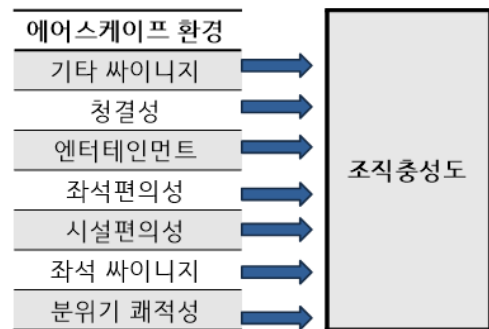 에어스케이프 환경
기타 싸이니지
청결성
엔터테인먼트
좌석편의성
시설편의성
좌석 싸이니지
분위기 쾌적성
조직충성도